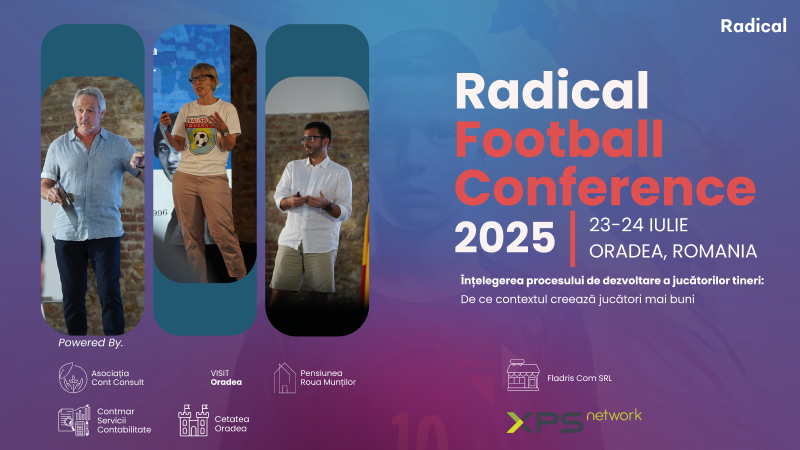 Radical
Radical
Football
Conference
2025
23-24 IULIE
ORADEA, ROMANIA
Înțelegerea procesului de dezvoltare a jucătorilor tineri:
De ce contextul creează jucători mai buni
Powered By.
Asociația
Cont Consult
VISIT
Oradea
Pensiunea
Roua Munților
Fladris Com SRL
Contmar
Servicii
Contabilitate
Cetatea
Oradea
XPS network
10